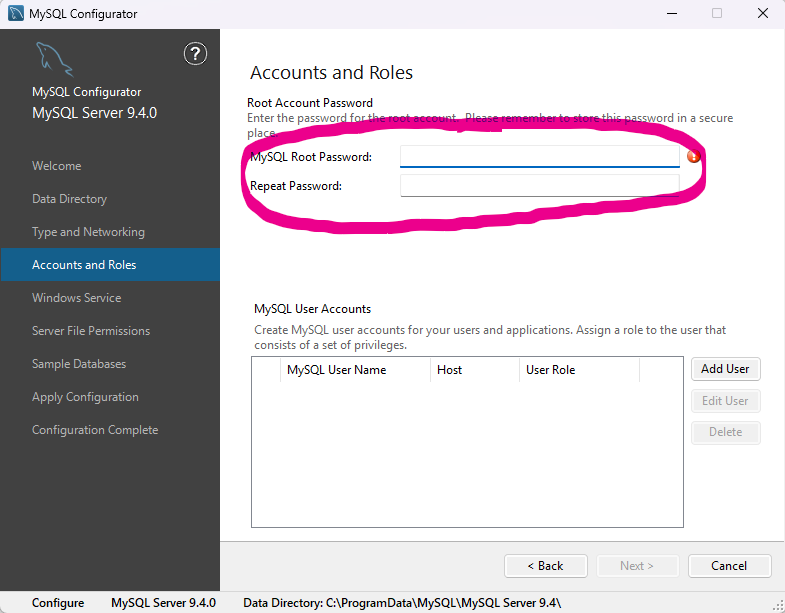 MySQL Configurator
?
MySQL Configurator
MySQL Server 9.4.0
Welcome
Data Directory
Type and Networking
Accounts and Roles
Windows Service
Server File Permissions
Sample Databases
Apply Configuration
Configuration Complete
Accounts and Roles
Root Account Password
Enter the password for the root account. Please remember to store this password in a secure
place.
MySQL Root Password:
Repeat Password:
MySQL User Accounts
Create MySQL user accounts for your users and applications. Assign a role to the user that
consists of a set of privileges.
MySQL User Name Host User Role
Add User
Edit User
Delete
< Back Next > Cancel
Configure MySQL Server 9.4.0 Data Directory: C:\ProgramData\MySQL\MySQL Server 9.4\